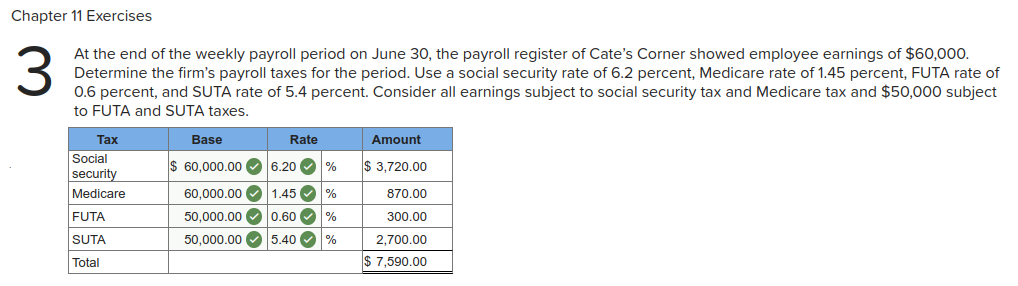 Chapter 11 Exercises
3
At the end of the weekly payroll period on June 30, the payroll register of Cate's Corner showed employee earnings of $60,000.
Determine the firm's payroll taxes for the period. Use a social security rate of 6.2 percent, Medicare rate of 1.45 percent, FUTA rate of
0.6 percent, and SUTA rate of 5.4 percent. Consider all earnings subject to social security tax and Medicare tax and $50,000 subject
to FUTA and SUTA taxes.
Tax Base Rate Amount
Social
security $ 60,000.00 6.20 % $ 3,720.00
Medicare 60,000.00 1.45 % 870.00
FUTA 50,000.00 0.60 % 300.00
SUTA 50,000.00 5.40 % 2,700.00
Total $ 7,590.00